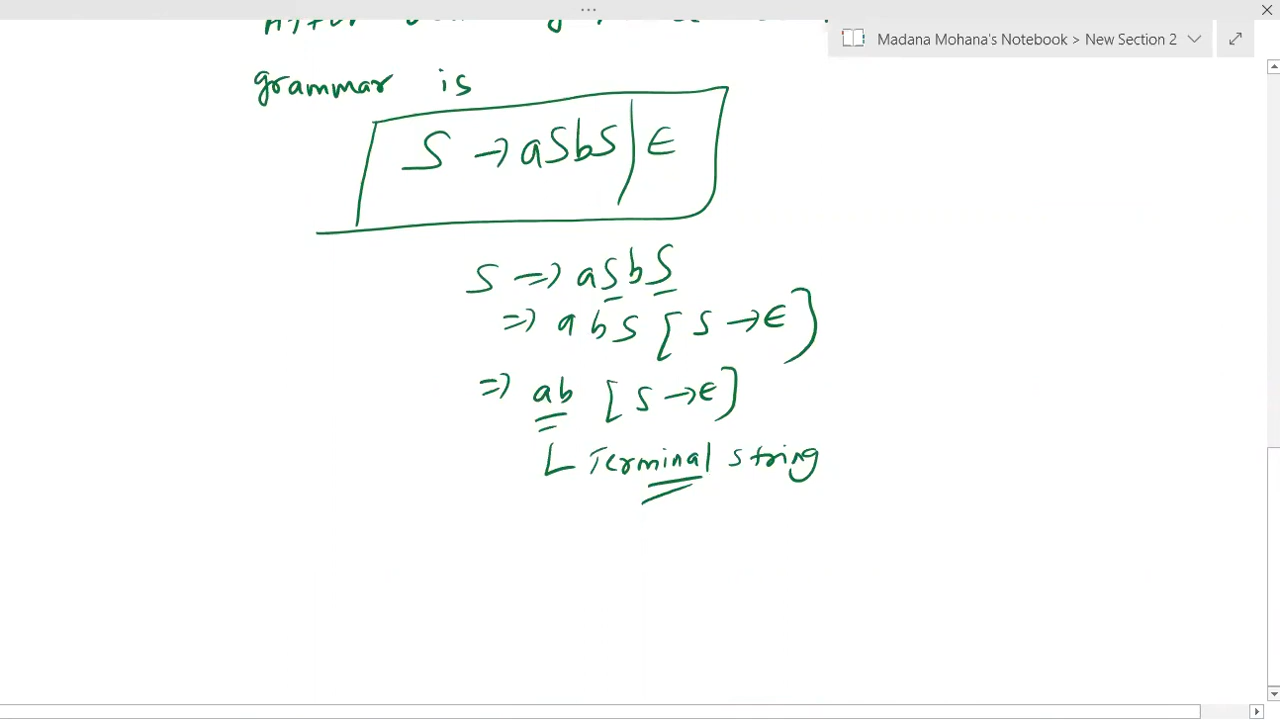 Madana Mohana's Notebook > New Section 2
grammar is
S → aSbS | ϵ
S => aSbS
=> abS [S → ϵ]
=> ab [S → ϵ]
Terminal string